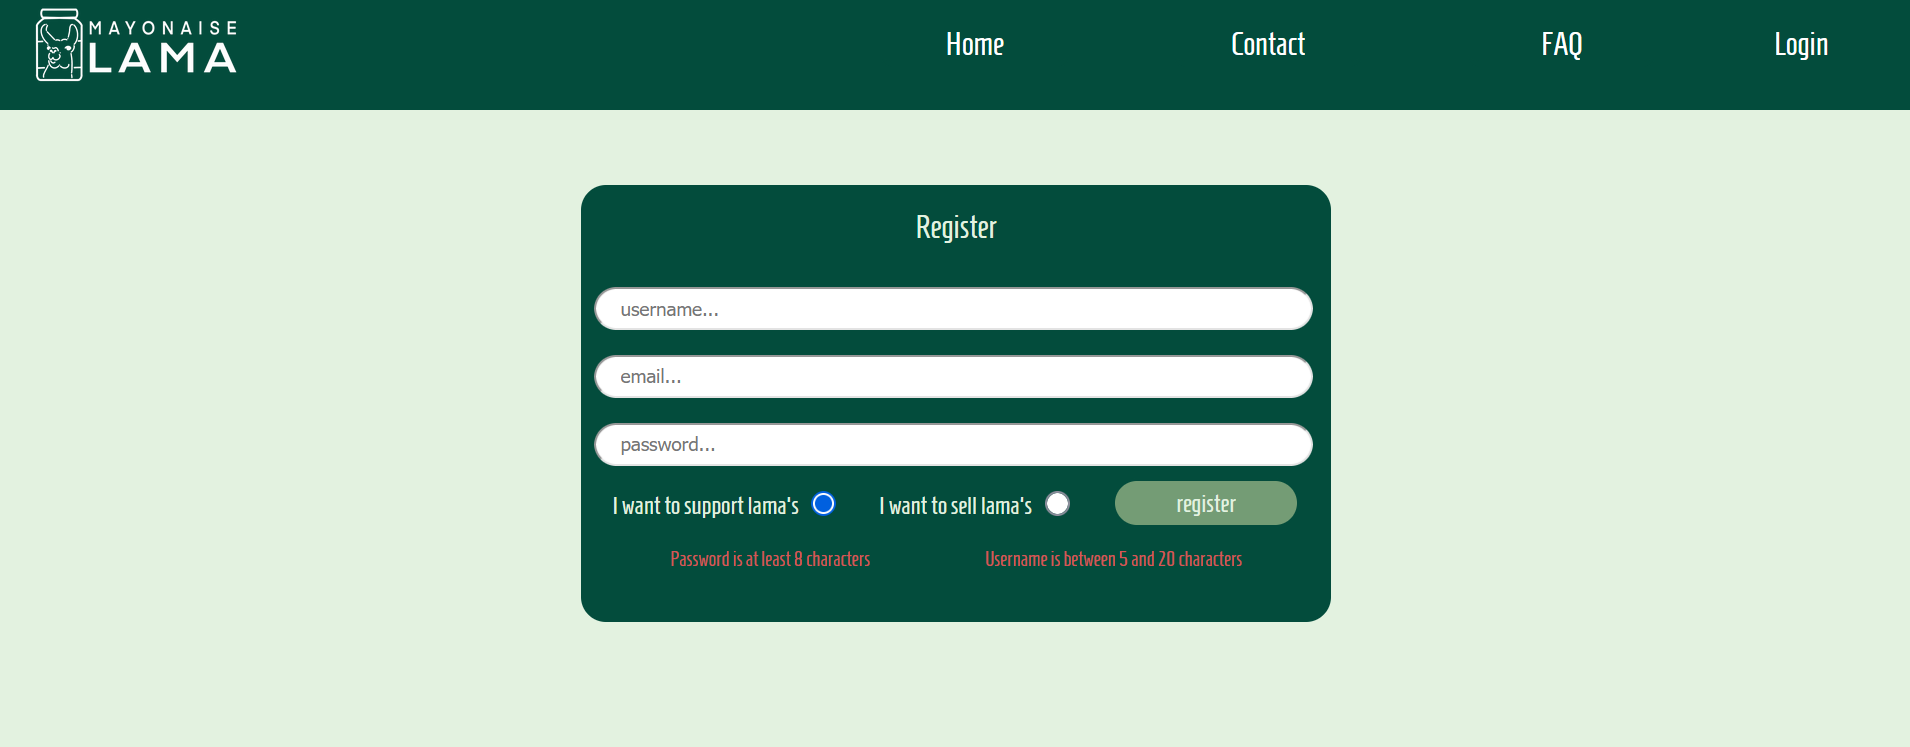 MAYONAISE
LAMA
Home Contact FAQ Login
Register
username...
email...
password...
I want to support lama's I want to sell lama's register
Password is at least 8 characters Username is between 5 and 20 characters